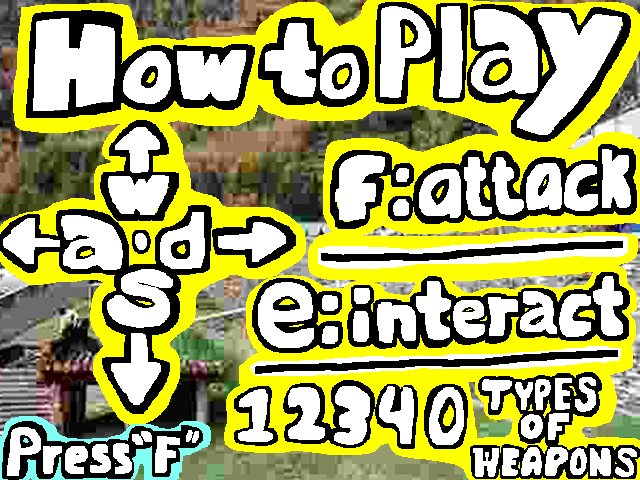 How to Play
w
a · d
s
f:attack
e:interact
12340 TYPES
OF
WEAPONS
Press "F"